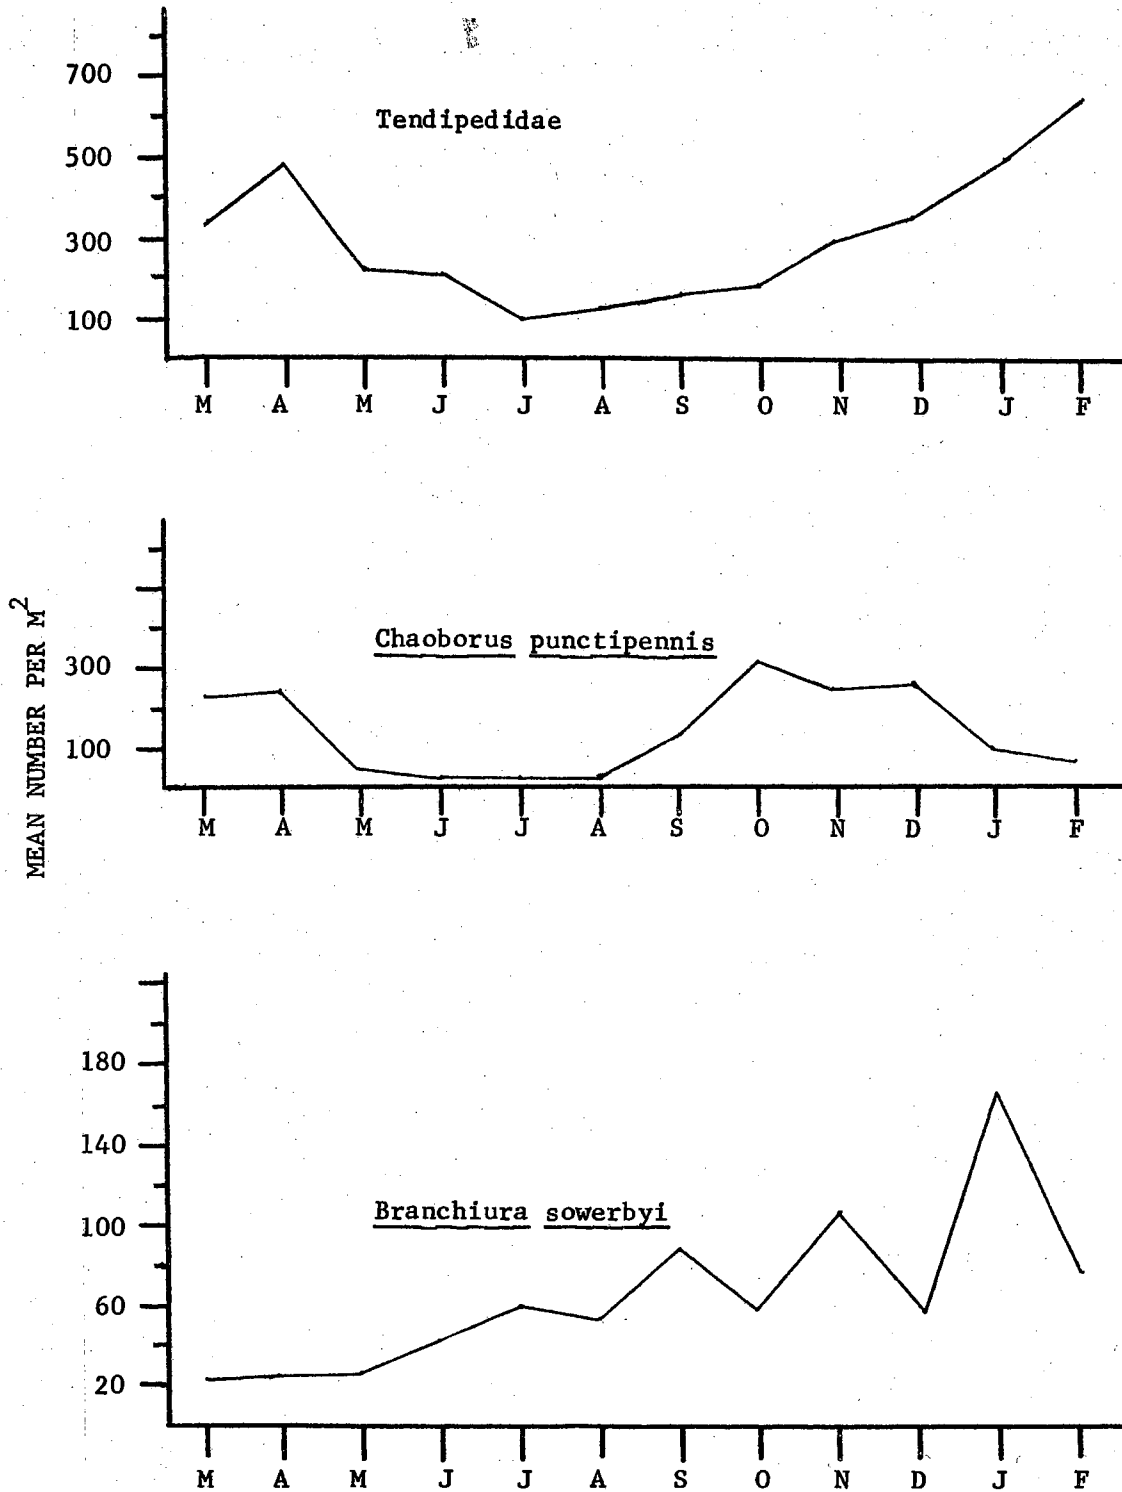 MEAN NUMBER PER M²
Tendipedidae
700
500
300
100
M A M J J A S O N D J F
Chaoborus punctipennis
300
100
M A M J J A S O N D J F
Branchiura sowerbyi
180
140
100
60
20
M A M J J A S O N D J F